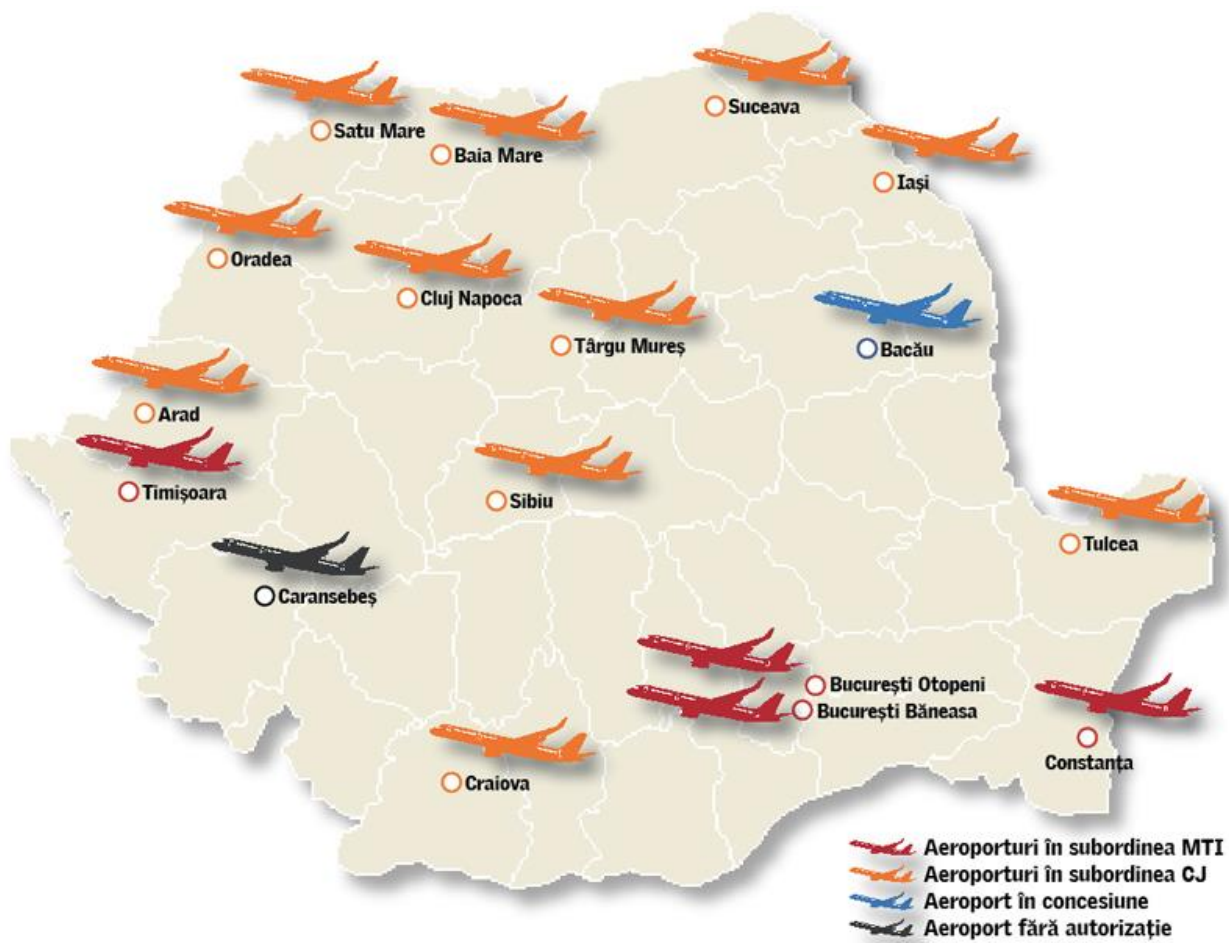 Suceava
Satu Mare
Baia Mare
Iași
Oradea
Cluj Napoca
Târgu Mureș
Bacău
Arad
Timișoara
Sibiu
Tulcea
Caransebeș
București Otopeni
București Băneasa
Constanța
Craiova
Aeroporturi în subordinea MTI
Aeroporturi în subordinea CJ
Aeroport în concesiune
Aeroport fără autorizație